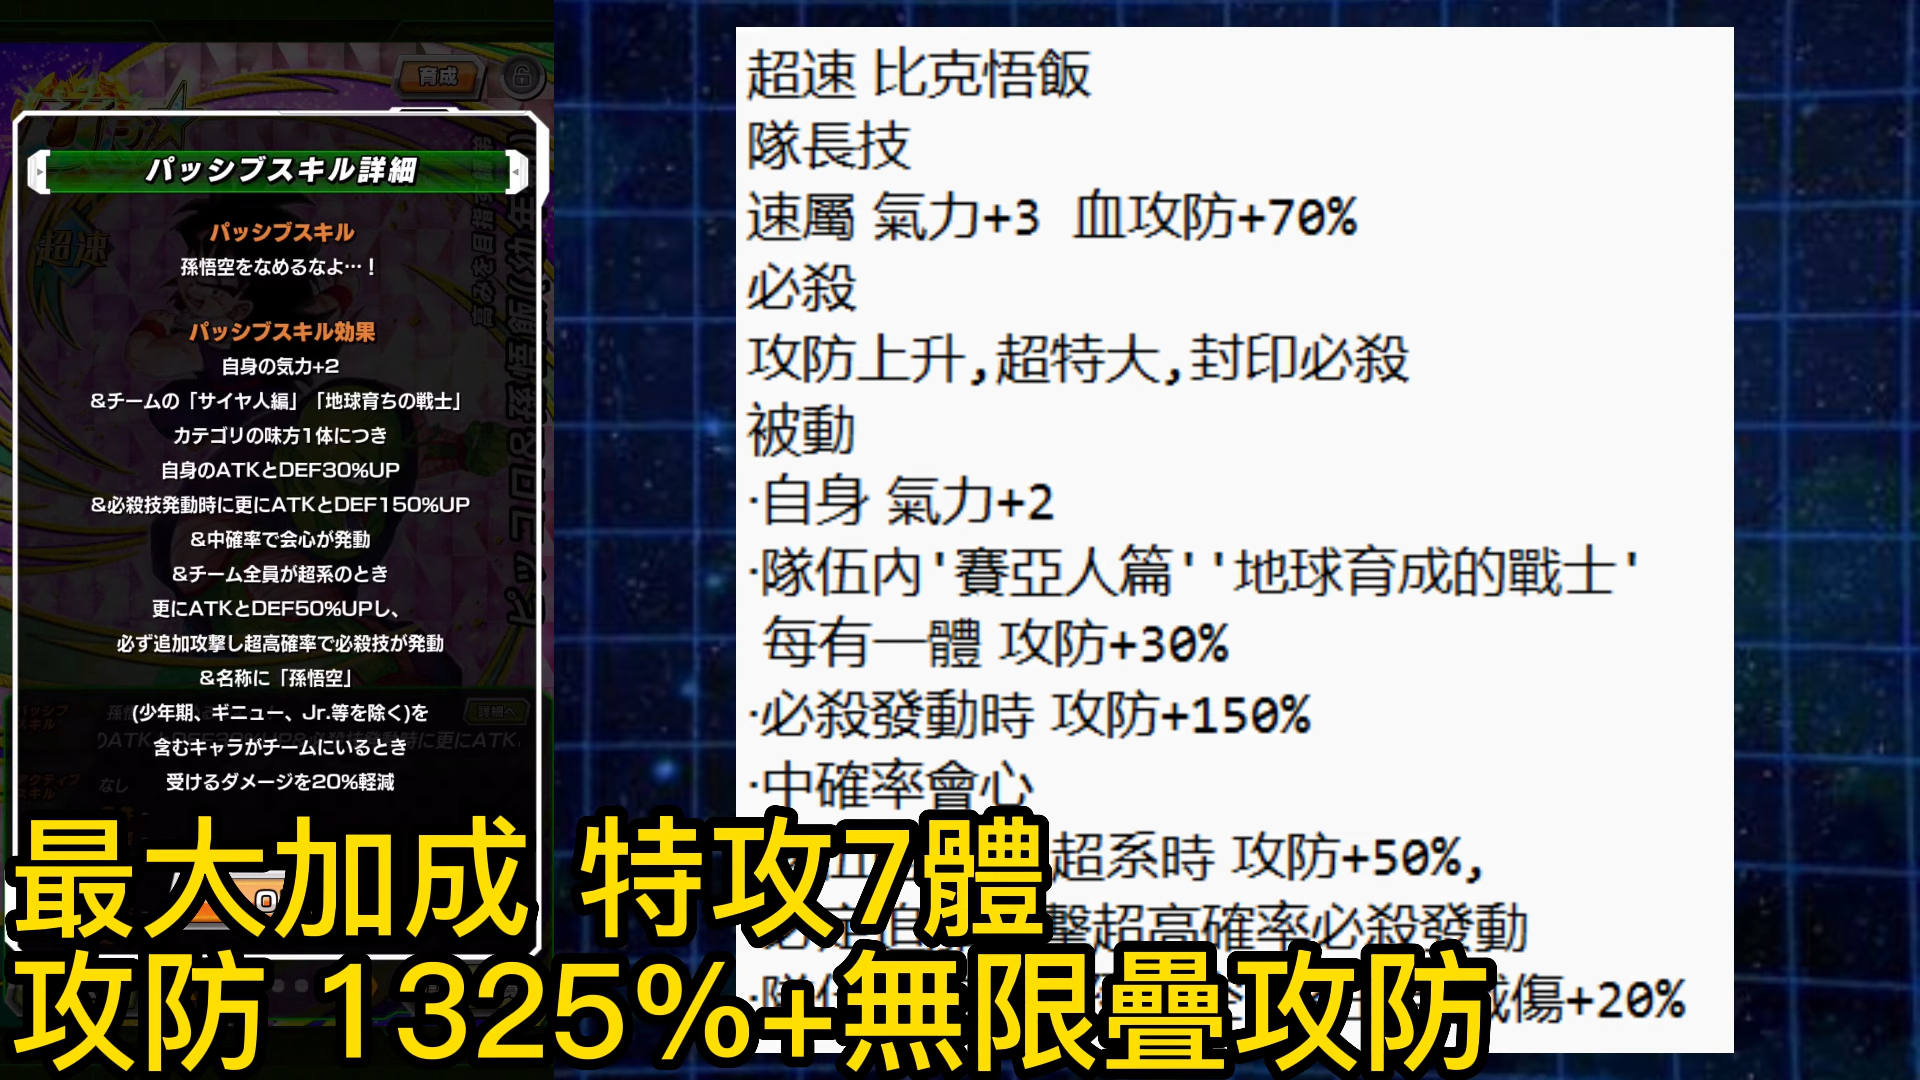 育成
パッシブスキル詳細
パッシブスキル
孫悟空をなめるなよ…！
パッシブスキル効果
自身の気力+2
&チームの「サイヤ人編」「地球育ちの戦士」
カテゴリの味方1体につき
自身のATKとDEF30%UP
&必殺技発動時に更にATKとDEF150%UP
&中確率で会心が発動
&チーム全員が超系のとき
更にATKとDEF50%UPし、
必ず追加攻撃し超高確率で必殺技が発動
&名称に「孫悟空」
(少年期、ギニュー、Jr.等を除く)を
含むキャラがチームにいるとき
受けるダメージを20%軽減
超速
詳細へ
なし
超速 比克悟飯
隊長技
速屬 氣力+3 血攻防+70%
必殺
攻防上升,超特大,封印必殺
被動
·自身 氣力+2
·隊伍內'賽亞人篇''地球育成的戰士'
每有一體 攻防+30%
·必殺發動時 攻防+150%
·中確率會心
超系時 攻防+50%,
擊超高確率必殺發動
傷+20%
最大加成 特攻7體
攻防 1325%+無限疊攻防